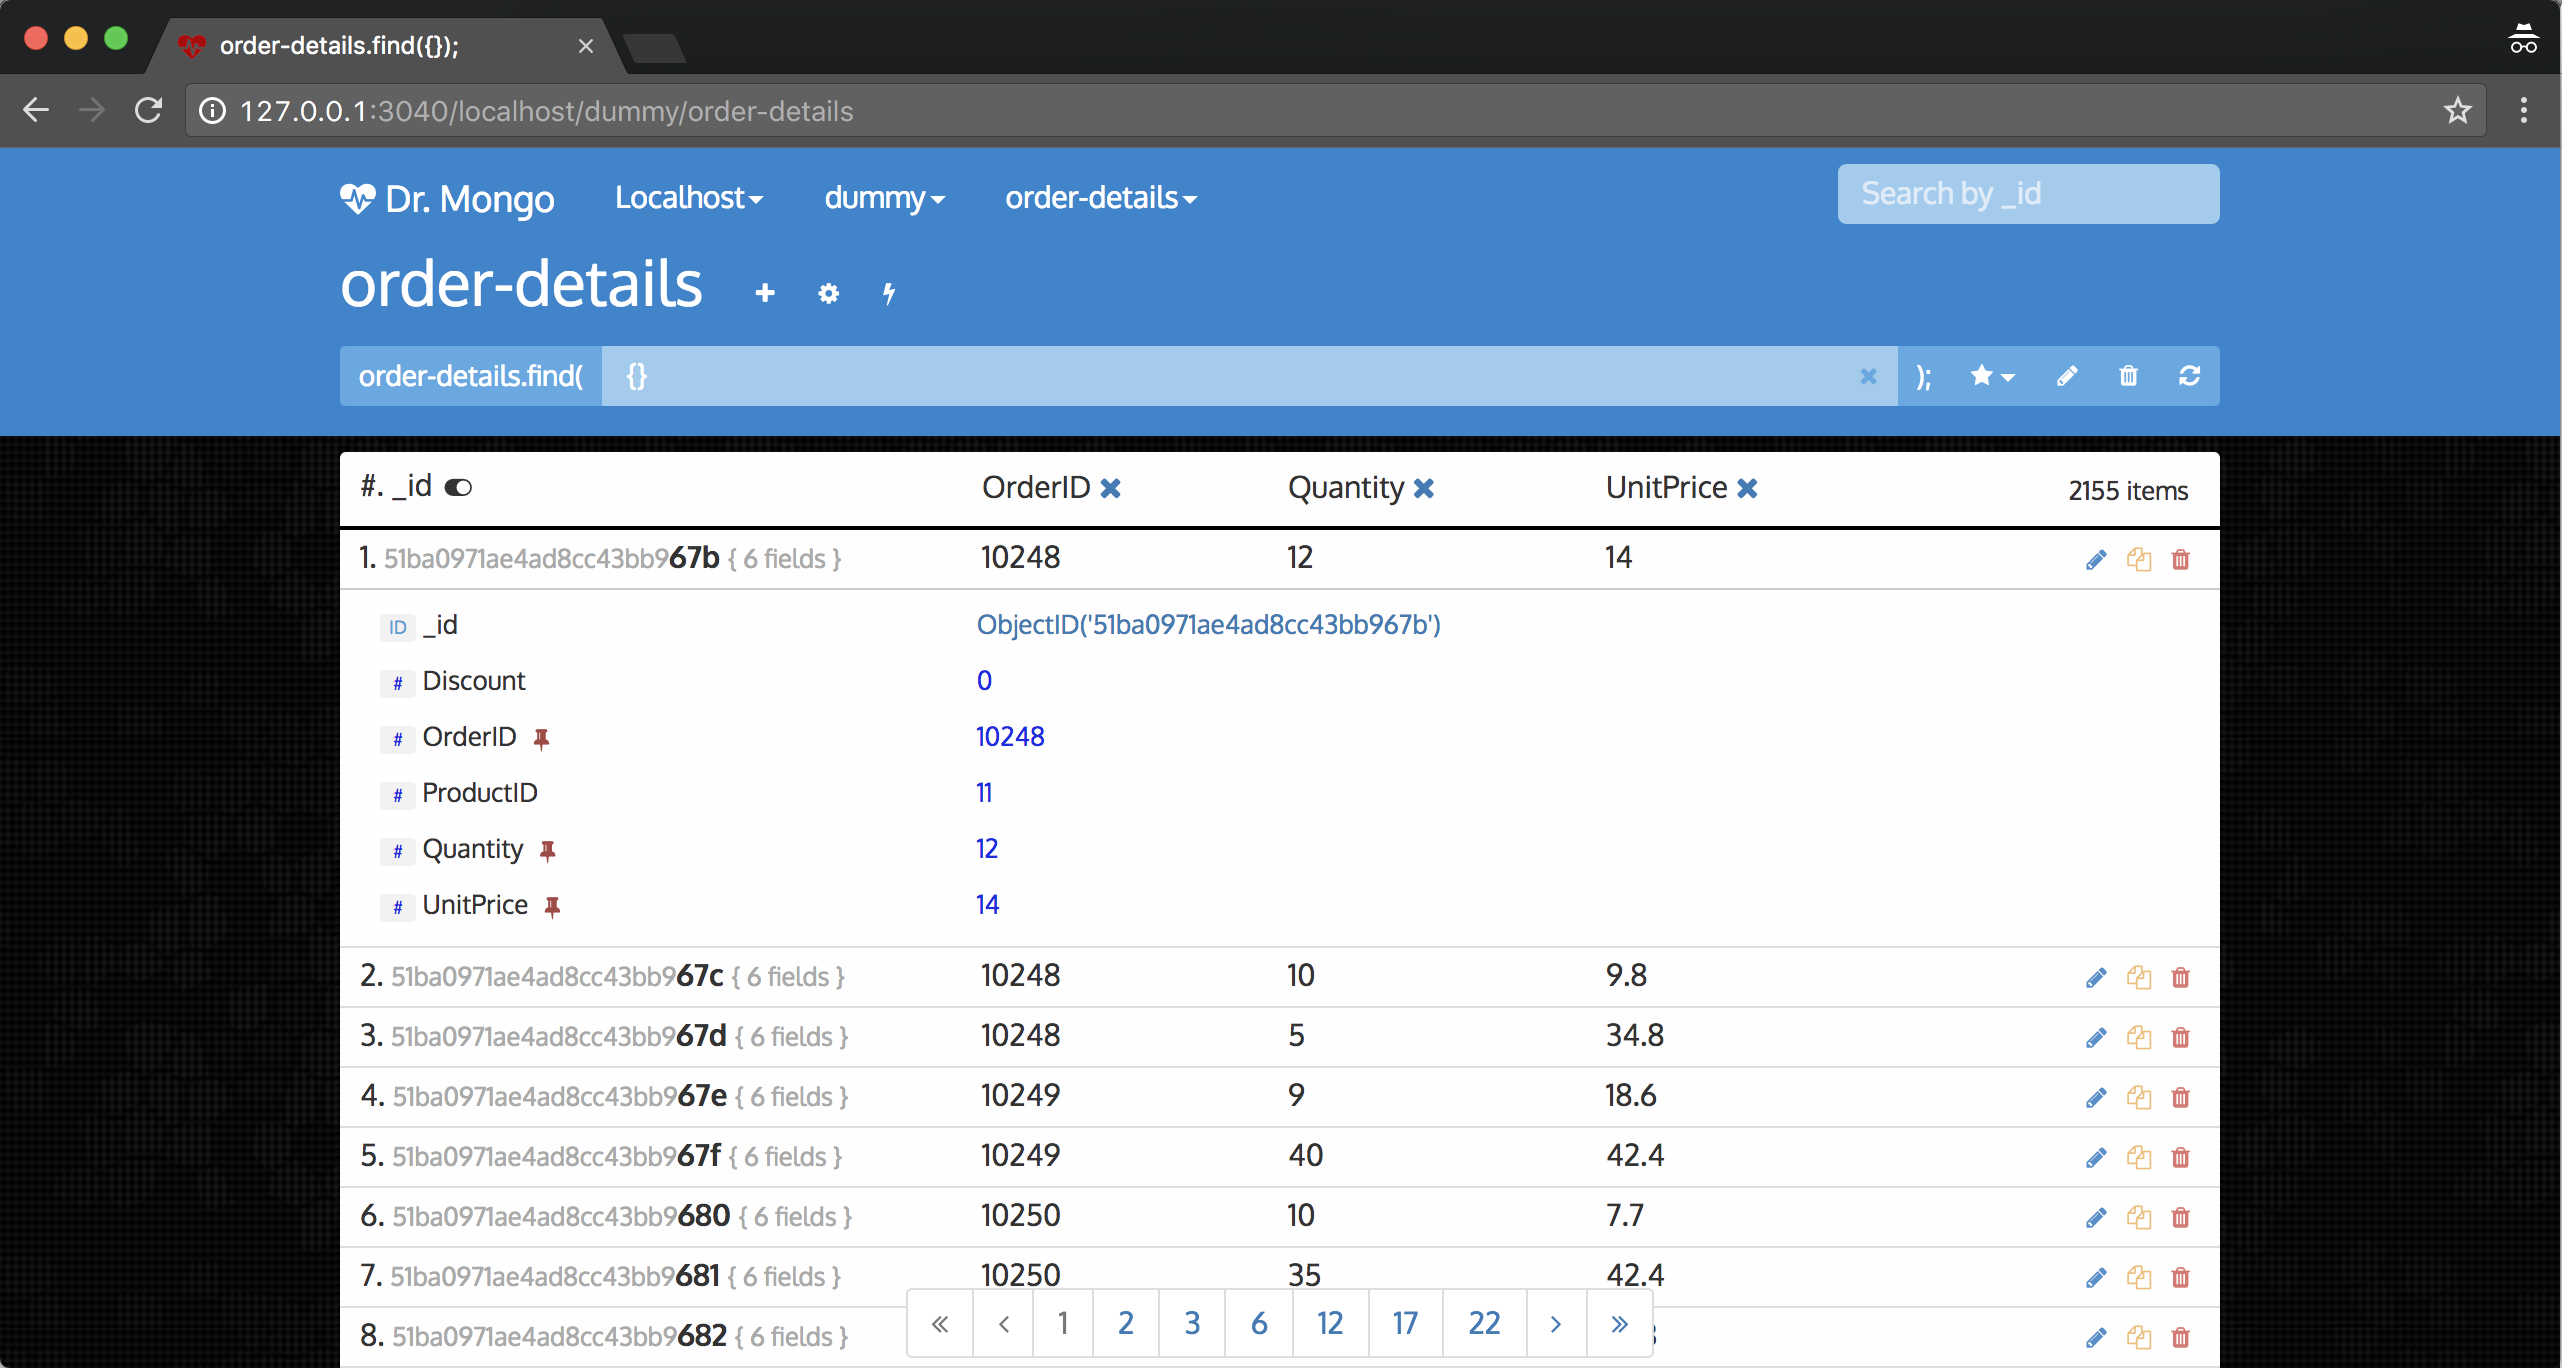 order-details.find({});
127.0.0.1:3040/localhost/dummy/order-details
Dr. Mongo Localhost dummy order-details Search by _id
order-details
order-details.find( {} );
#. _id OrderID Quantity UnitPrice 2155 items
1. 51ba0971ae4ad8cc43bb967b { 6 fields } 10248 12 14
ID _id ObjectID('51ba0971ae4ad8cc43bb967b')
# Discount 0
# OrderID 10248
# ProductID 11
# Quantity 12
# UnitPrice 14
2. 51ba0971ae4ad8cc43bb967c { 6 fields } 10248 10 9.8
3. 51ba0971ae4ad8cc43bb967d { 6 fields } 10248 5 34.8
4. 51ba0971ae4ad8cc43bb967e { 6 fields } 10249 9 18.6
5. 51ba0971ae4ad8cc43bb967f { 6 fields } 10249 40 42.4
6. 51ba0971ae4ad8cc43bb9680 { 6 fields } 10250 10 7.7
7. 51ba0971ae4ad8cc43bb9681 { 6 fields } 10250 35 42.4
8. 51ba0971ae4ad8cc43bb9682 { 6 fields }
« ‹ 1 2 3 6 12 17 22 › »